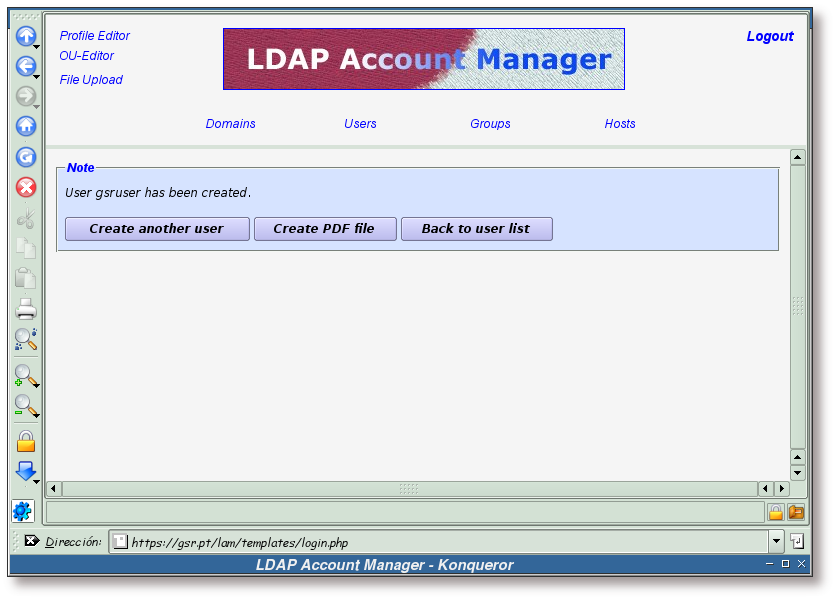 Profile Editor
OU-Editor
File Upload
LDAP Account Manager
Logout
Domains Users Groups Hosts
Note
User gsruser has been created.
Create another user Create PDF file Back to user list
Dirección: https://gsr.pt/lam/templates/login.php
LDAP Account Manager - Konqueror